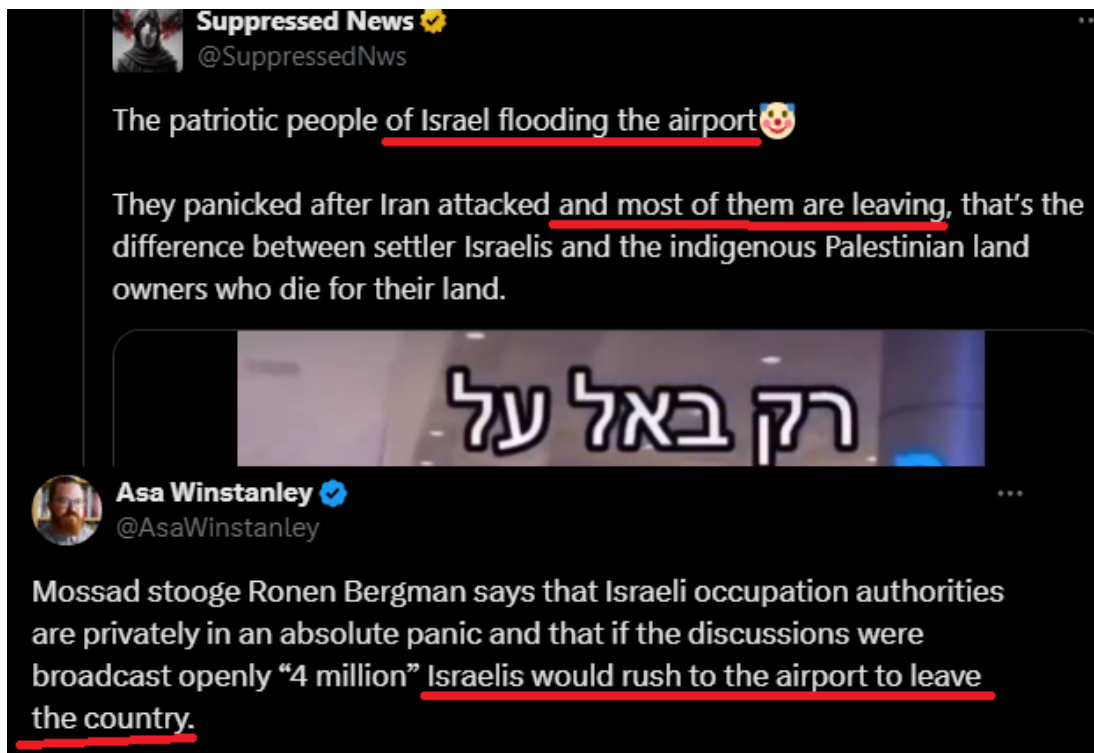 Suppressed News
@SuppressedNws
The patriotic people of Israel flooding the airport🤡
They panicked after Iran attacked and most of them are leaving, that's the
difference between settler Israelis and the indigenous Palestinian land
owners who die for their land.
רק באל על
Asa Winstanley
@AsaWinstanley
Mossad stooge Ronen Bergman says that Israeli occupation authorities
are privately in an absolute panic and that if the discussions were
broadcast openly “4 million” Israelis would rush to the airport to leave
the country.